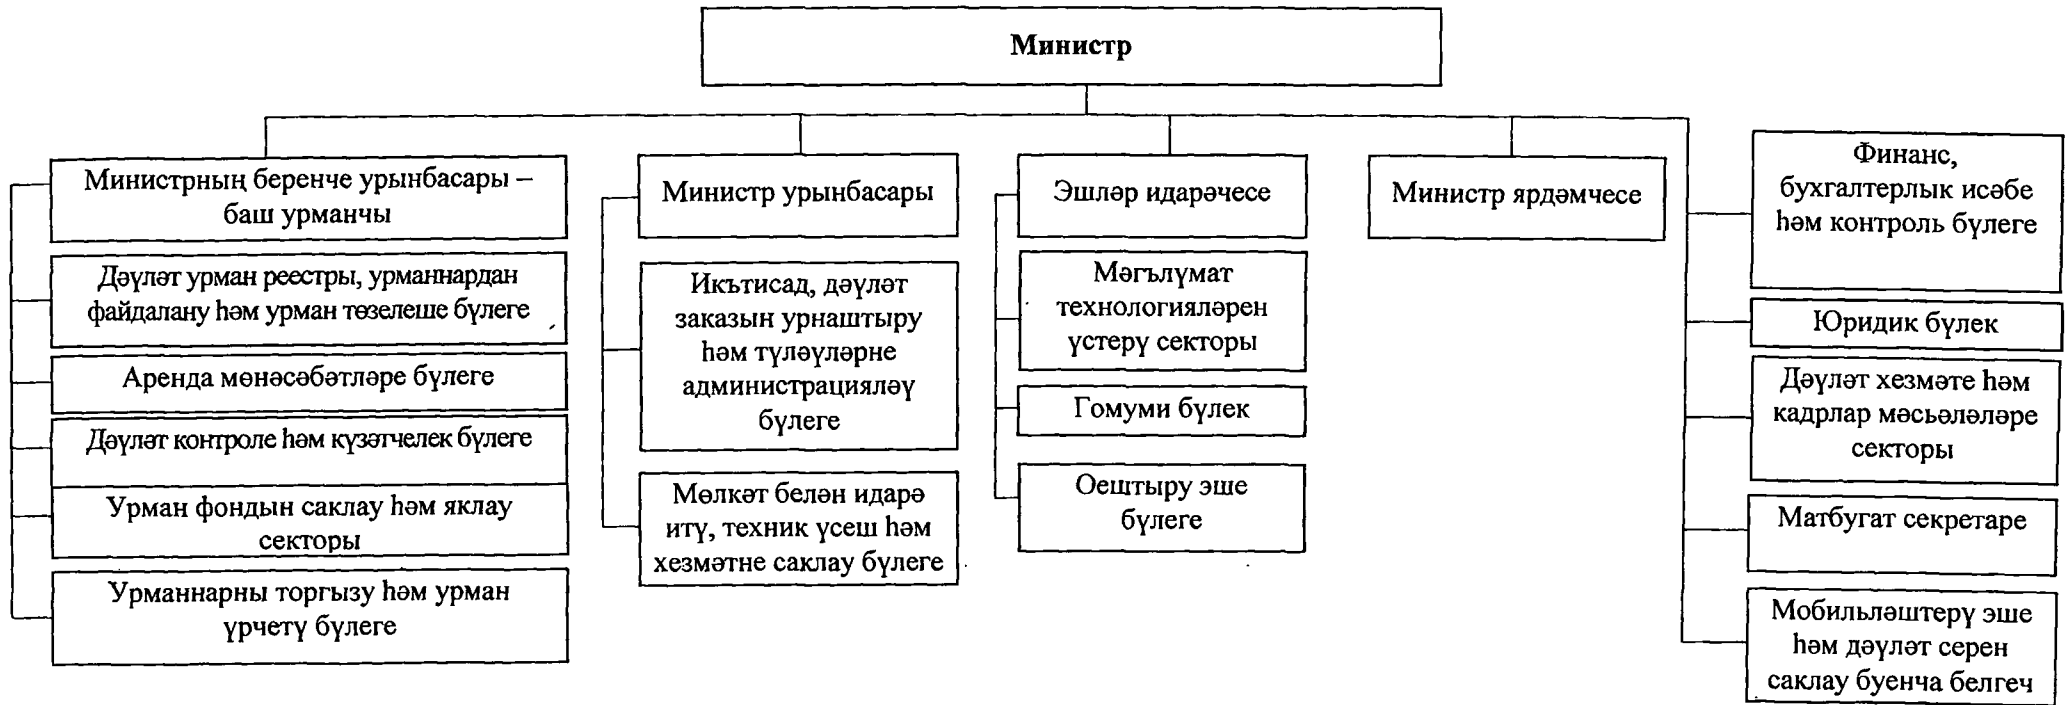 Министр
Министрның беренче урынбасары –
баш урманчы
Дәүләт урман реестры, урманнардан
файдалану һәм урман төзелеше бүлеге
Аренда мөнәсәбәтләре бүлеге
Дәүләт контроле һәм күзәтчелек бүлеге
Урман фондын саклау һәм яклау
секторы
Урманнарны торгызу һәм урман
үрчетү бүлеге
Министр урынбасары
Икътисад, дәүләт
заказын урнаштыру
һәм түләүләрне
администрацияләү
бүлеге
Мөлкәт белән идарә
итү, техник үсеш һәм
хезмәтне саклау бүлеге
Эшләр идарәчесе
Мәгълүмат
технологияләрен
үстерү секторы
Гомуми бүлек
Оештыру эше
бүлеге
Министр ярдәмчесе
Финанс,
бухгалтерлык исәбе
һәм контроль бүлеге
Юридик бүлек
Дәүләт хезмәте һәм
кадрлар мәсьәләләре
секторы
Матбугат секретаре
Мобильләштерү эше
һәм дәүләт серен
саклау буенча белгеч